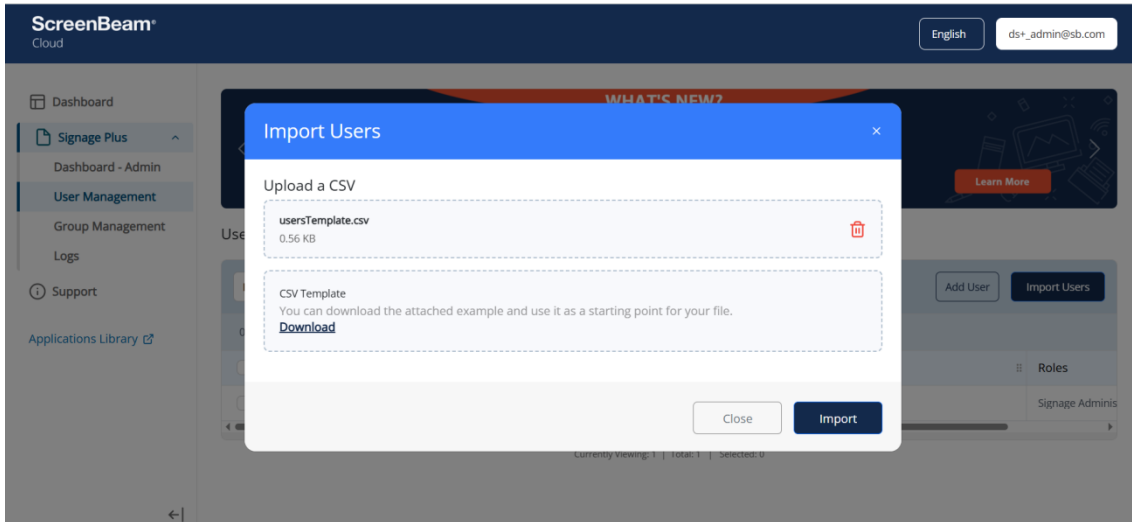 ScreenBeam®
Cloud
English
ds+_admin@sb.com
Dashboard
Signage Plus
Dashboard - Admin
User Management
Group Management
Logs
Support
Applications Library
WHAT'S NEW?
Learn More
Use
Add User
Import Users
Roles
Signage Adminis
Import Users
Upload a CSV
usersTemplate.csv
0.56 KB
CSV Template
You can download the attached example and use it as a starting point for your file.
Download
Close
Import
Currently Viewing: 1 | Total: 1 | Selected: 0